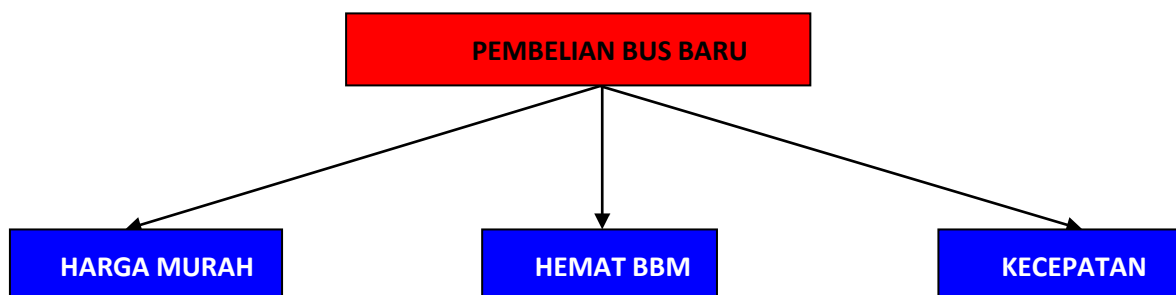 PEMBELIAN BUS BARU
HARGA MURAH
HEMAT BBM
KECEPATAN